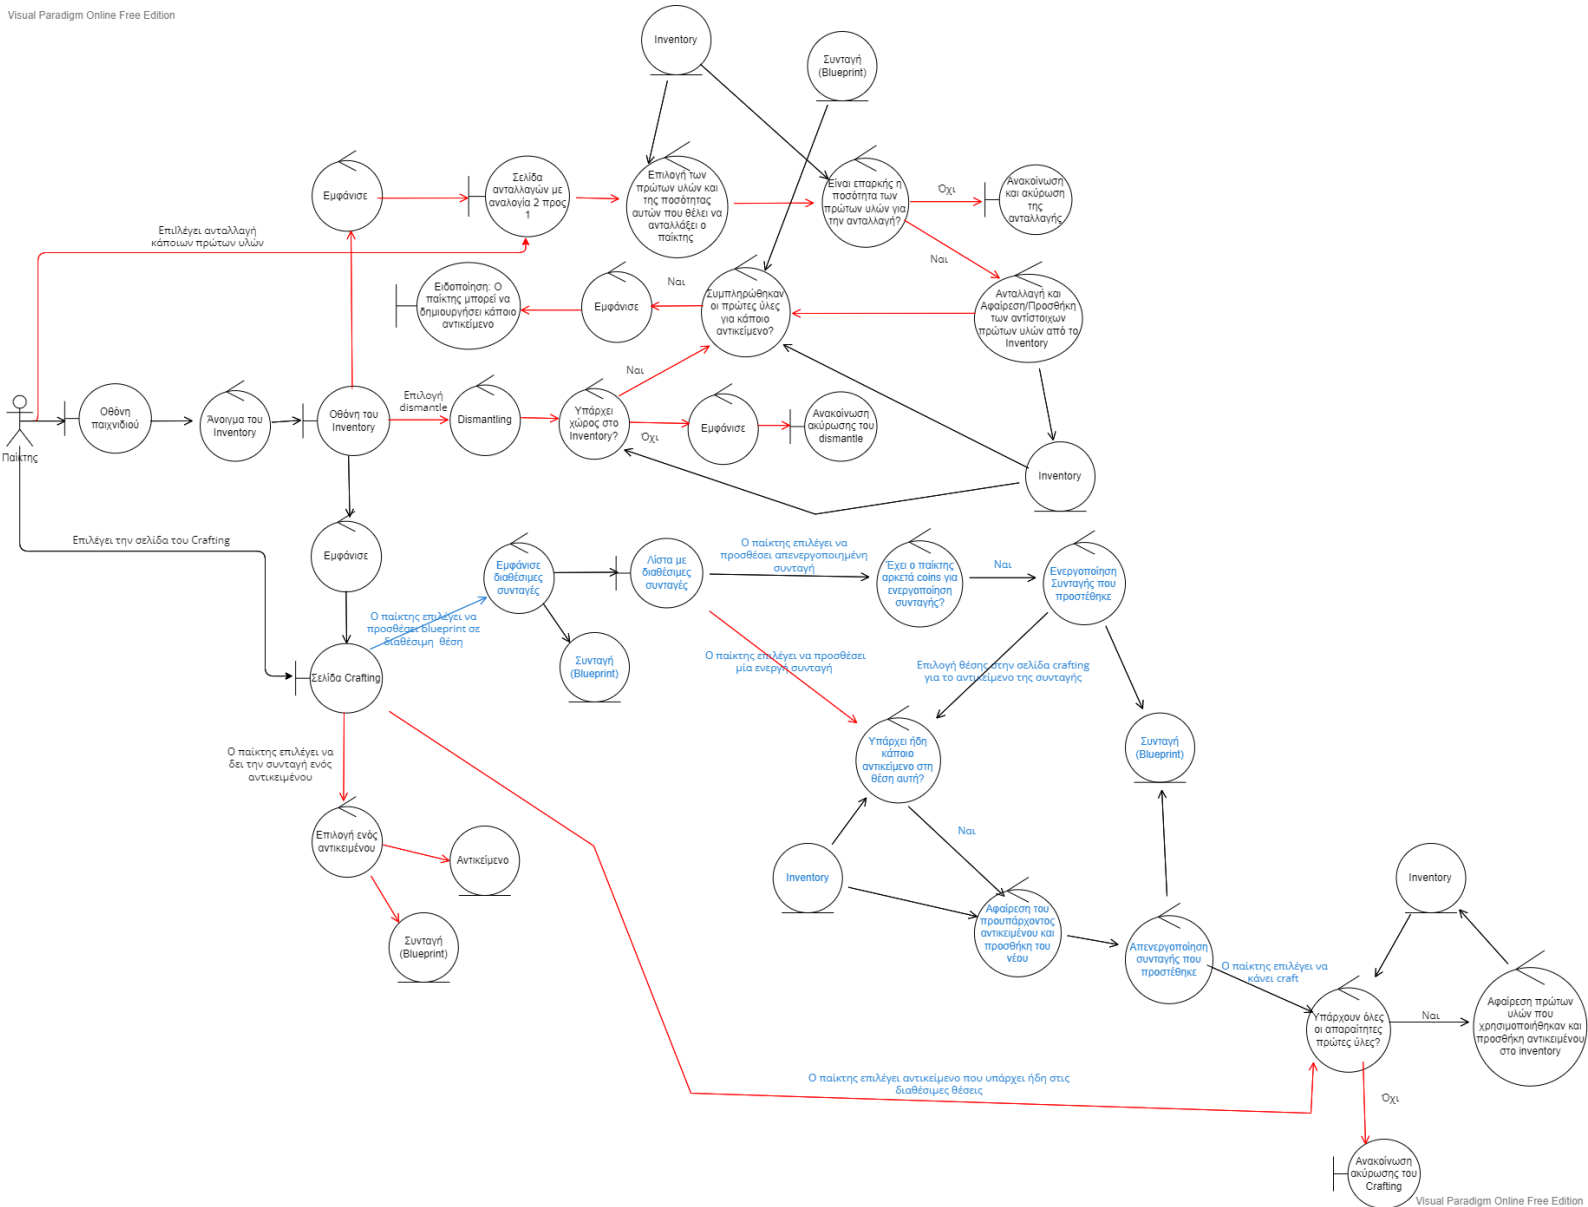 Visual Paradigm Online Free Edition
Inventory
Συνταγή
(Blueprint)
Εμφάνισε
Σελίδα
ανταλλαγών με
αναλογία 2 προς
1
Επιλογή των
πρώτων υλών και
της ποσότητας
αυτών που θέλει να
ανταλλάξει ο
παίκτης
Είναι επαρκής η
ποσότητα των
πρώτων υλών για
την ανταλλαγή?
Όχι
Ανακοίνωση
και ακύρωση
της
ανταλλαγής
Επιλέγει ανταλλαγή
κάποιων πρώτων υλών
Ναι
Ειδοποίηση: Ο
παίκτης μπορεί να
δημιουργήσει κάποιο
αντικείμενο
Εμφάνισε
Ναι
Συμπληρώθηκαν
οι πρώτες ύλες
για κάποιο
αντικείμενο?
Ανταλλαγή και
Αφαίρεση/Προσθήκη
των αντίστοιχων
πρώτων υλών από το
Inventory
Παίκτης
Οθόνη
παιχνιδιού
Άνοιγμα του
Inventory
Οθόνη του
Inventory
Επιλογή
dismantle
Dismantling
Υπάρχει
χώρος στο
Inventory?
Ναι
Όχι
Εμφάνισε
Ανακοίνωση
ακύρωσης του
dismantle
Inventory
Επιλέγει την σελίδα του Crafting
Εμφάνισε
Εμφάνισε
διαθέσιμες
συνταγές
Λίστα με
διαθέσιμες
συνταγές
Ο παίκτης επιλέγει να
προσθέσει απενεργοποιημένη
συνταγή
Έχει ο παίκτης
αρκετά coins για
ενεργοποίηση
συνταγής?
Ναι
Ενεργοποίηση
Συνταγής που
προστέθηκε
Ο παίκτης επιλέγει να
προσθέσει blueprint σε
διαθέσιμη θέση
Συνταγή
(Blueprint)
Ο παίκτης επιλέγει να προσθέσει
μία ενεργή συνταγή
Επιλογή θέσης στην σελίδα crafting
για το αντικείμενο της συνταγής
Σελίδα Crafting
Ο παίκτης επιλέγει να
δει την συνταγή ενός
αντικειμένου
Υπάρχει ήδη
κάποιο
αντικείμενο στη
θέση αυτή?
Συνταγή
(Blueprint)
Επιλογή ενός
αντικειμένου
Αντικείμενο
Ναι
Συνταγή
(Blueprint)
Inventory
Αφαίρεση του
προυπάρχοντος
αντικειμένου και
προσθήκη του
νέου
Απενεργοποίηση
συνταγής που
προστέθηκε
Ο παίκτης επιλέγει να
κάνει craft
Inventory
Υπάρχουν όλες
οι απαραίτητες
πρώτες ύλες?
Ναι
Αφαίρεση πρώτων
υλών που
χρησιμοποιήθηκαν και
προσθήκη αντικειμένου
στο inventory
Ο παίκτης επιλέγει αντικείμενο που υπάρχει ήδη στις
διαθέσιμες θέσεις
Όχι
Ανακοίνωση
ακύρωσης του
Crafting
Visual Paradigm Online Free Edition